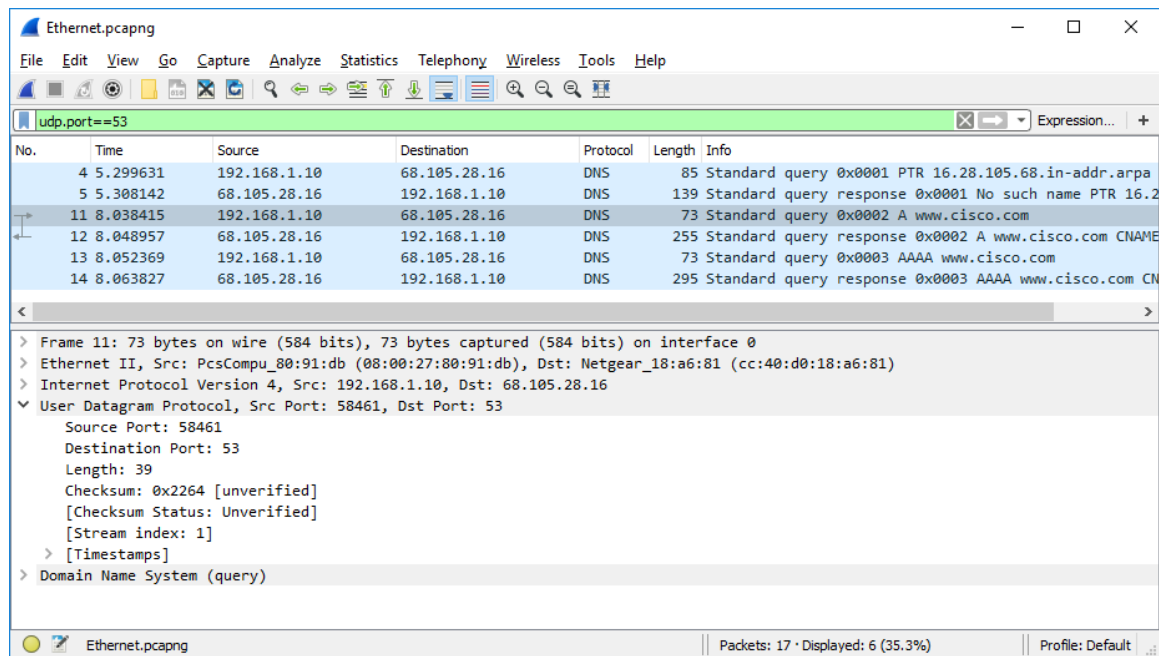 Ethernet.pcapng
File Edit View Go Capture Analyze Statistics Telephony Wireless Tools Help
udp.port==53 Expression... +
No. Time Source Destination Protocol Length Info
4 5.299631 192.168.1.10 68.105.28.16 DNS 85 Standard query 0x0001 PTR 16.28.105.68.in-addr.arpa
5 5.308142 68.105.28.16 192.168.1.10 DNS 139 Standard query response 0x0001 No such name PTR 16.2
11 8.038415 192.168.1.10 68.105.28.16 DNS 73 Standard query 0x0002 A www.cisco.com
12 8.048957 68.105.28.16 192.168.1.10 DNS 255 Standard query response 0x0002 A www.cisco.com CNAME
13 8.052369 192.168.1.10 68.105.28.16 DNS 73 Standard query 0x0003 AAAA www.cisco.com
14 8.063827 68.105.28.16 192.168.1.10 DNS 295 Standard query response 0x0003 AAAA www.cisco.com CN
> Frame 11: 73 bytes on wire (584 bits), 73 bytes captured (584 bits) on interface 0
> Ethernet II, Src: PcsCompu_80:91:db (08:00:27:80:91:db), Dst: Netgear_18:a6:81 (cc:40:d0:18:a6:81)
> Internet Protocol Version 4, Src: 192.168.1.10, Dst: 68.105.28.16
User Datagram Protocol, Src Port: 58461, Dst Port: 53
Source Port: 58461
Destination Port: 53
Length: 39
Checksum: 0x2264 [unverified]
[Checksum Status: Unverified]
[Stream index: 1]
> [Timestamps]
> Domain Name System (query)
Ethernet.pcapng Packets: 17 · Displayed: 6 (35.3%) Profile: Default